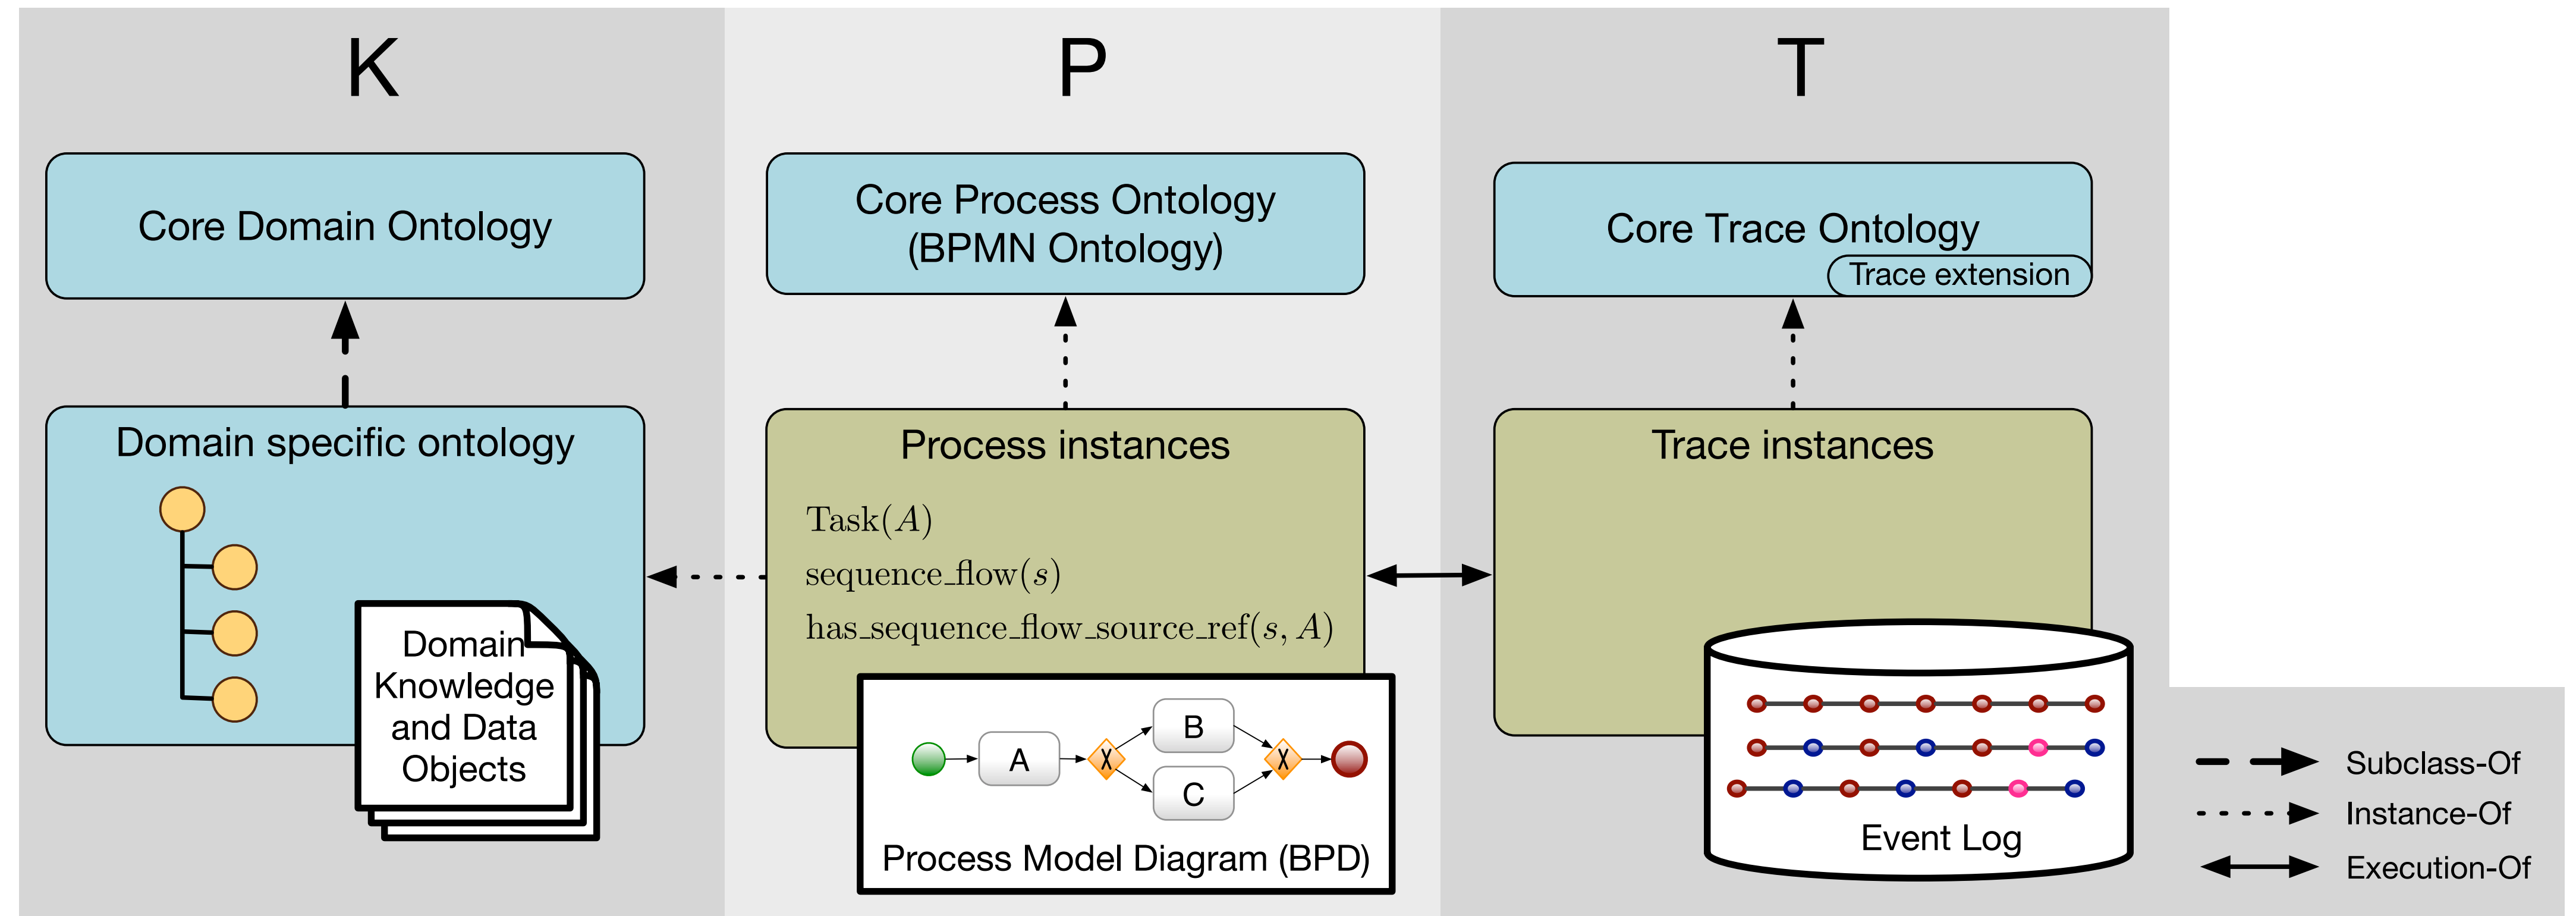 K
P
T
Core Domain Ontology
Core Process Ontology
(BPMN Ontology)
Core Trace Ontology
Trace extension
Domain specific ontology
Domain
Knowledge
and Data
Objects
Process instances
Task(A)
sequence_flow(s)
has_sequence_flow_source_ref(s, A)
A
X
B
C
X
Process Model Diagram (BPD)
Trace instances
Event Log
Subclass-Of
Instance-Of
Execution-Of